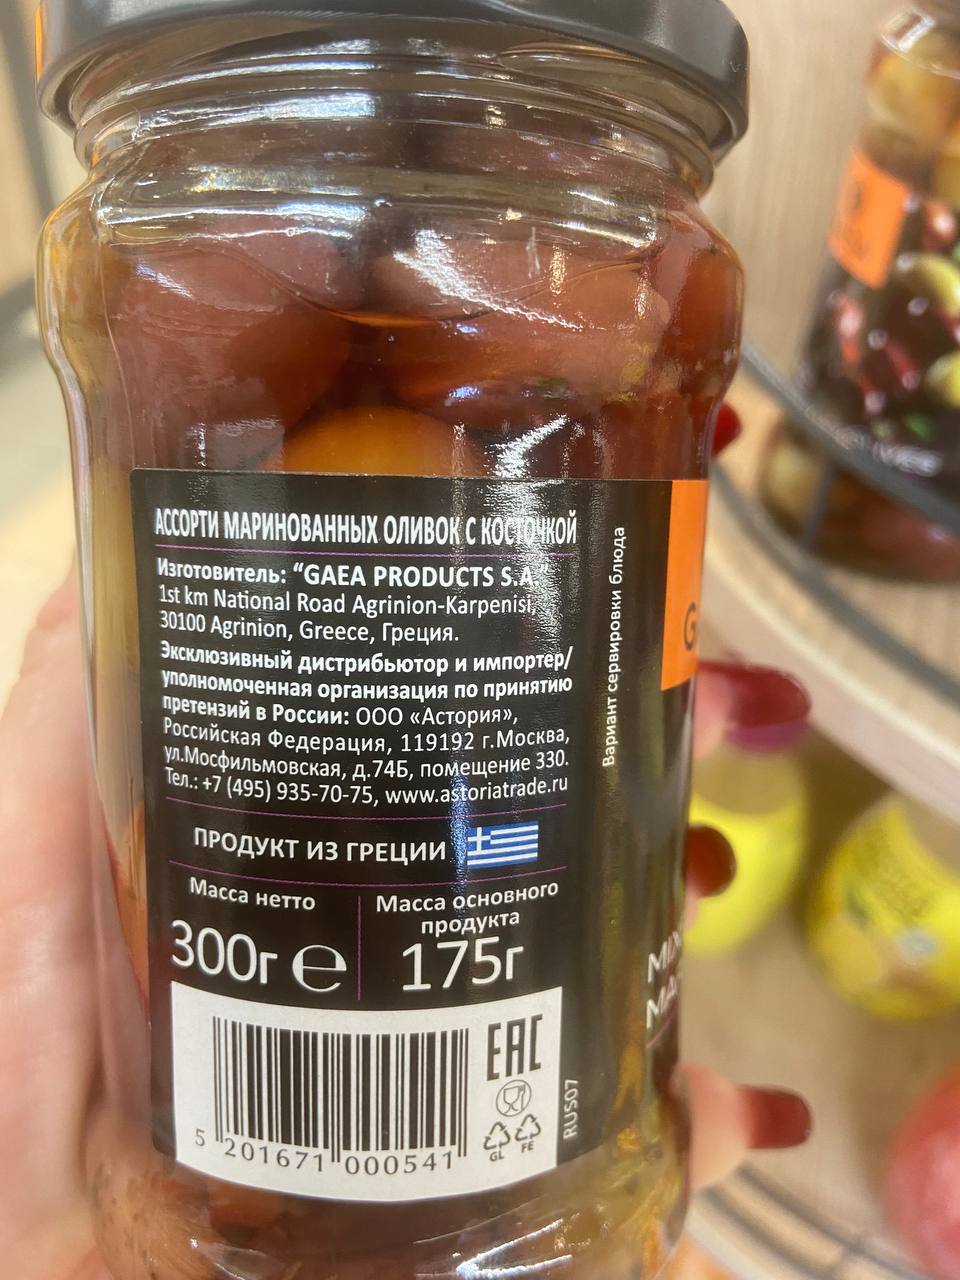 АССОРТИ МАРИНОВАННЫХ ОЛИВОК С КОСТОЧКОЙ
Изготовитель: “GAEA PRODUCTS S.A.”
1st km National Road Agrinion-Karpenisi,
30100 Agrinion, Greece, Греция.
Эксклюзивный дистрибьютор и импортер/
уполномоченная организация по принятию
претензий в России: ООО «Астория»,
Российская Федерация, 119192 г.Москва,
ул.Мосфильмовская, д.74Б, помещение 330.
Тел.: +7 (495) 935-70-75, www.astoriatrade.ru
ПРОДУКТ ИЗ ГРЕЦИИ
Масса нетто
300г e
Масса основного
продукта
175г
EAC
GL FE
5 201671 000541
RUS07
Вариант сервировки блюда